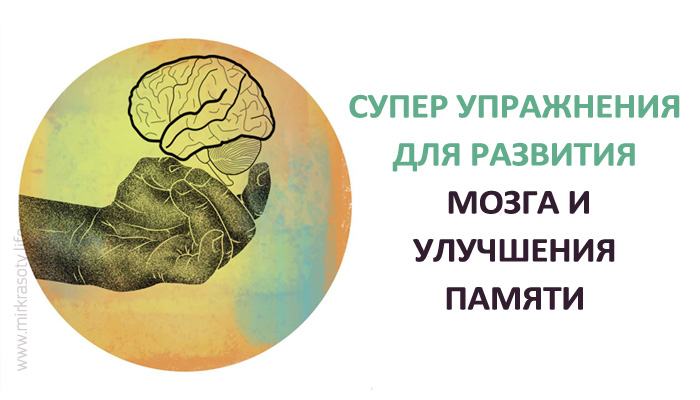 СУПЕР УПРАЖНЕНИЯ
ДЛЯ РАЗВИТИЯ
МОЗГА И
УЛУЧШЕНИЯ
ПАМЯТИ
www.mirkrasoty.life